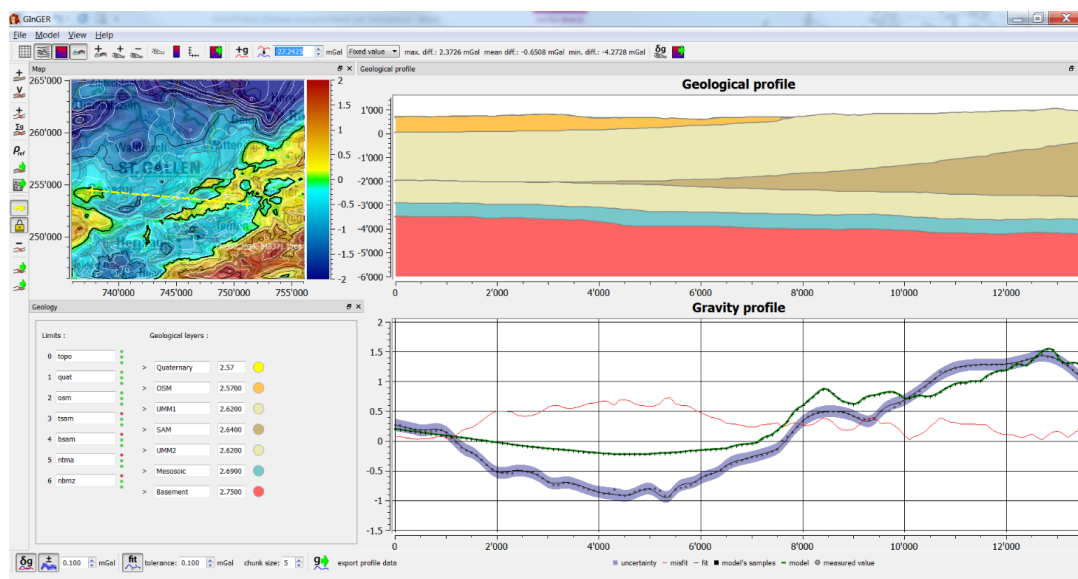 GInGER
File Model View Help
+g -27.2425 mGal Fixed value max. diff.: 2.3726 mGal mean diff.: -0.6508 mGal min. diff.: -4.2728 mGal δg
Map
Geological profile
V
Σg
ρref
265'000
260'000
255'000
250'000
740'000 745'000 750'000 755'000
ST. GALLEN
2
1.5
1
0.5
0
-0.5
-1
-1.5
-2
Geological profile
1'000
0
-1'000
-2'000
-3'000
-4'000
-5'000
-6'000
0 2'000 4'000 6'000 8'000 10'000 12'000
Geology
Limits : Geological layers :
0 topo
> Quaternary 2.57
1 quat
> OSM 2.5700
2 osm
> UMM1 2.6200
3 tsam
> SAM 2.6400
4 bsam
> UMM2 2.6200
5 ntma
> Mesosoic 2.6900
6 nbmz
> Basement 2.7500
Gravity profile
2
1.5
1
0.5
0
-0.5
-1
-1.5
0 2'000 4'000 6'000 8'000 10'000 12'000
δg ± 0.100 mGal fit tolerance: 0.100 mGal chunk size: 5 g export profile data
uncertainty misfit fit model's samples model measured value